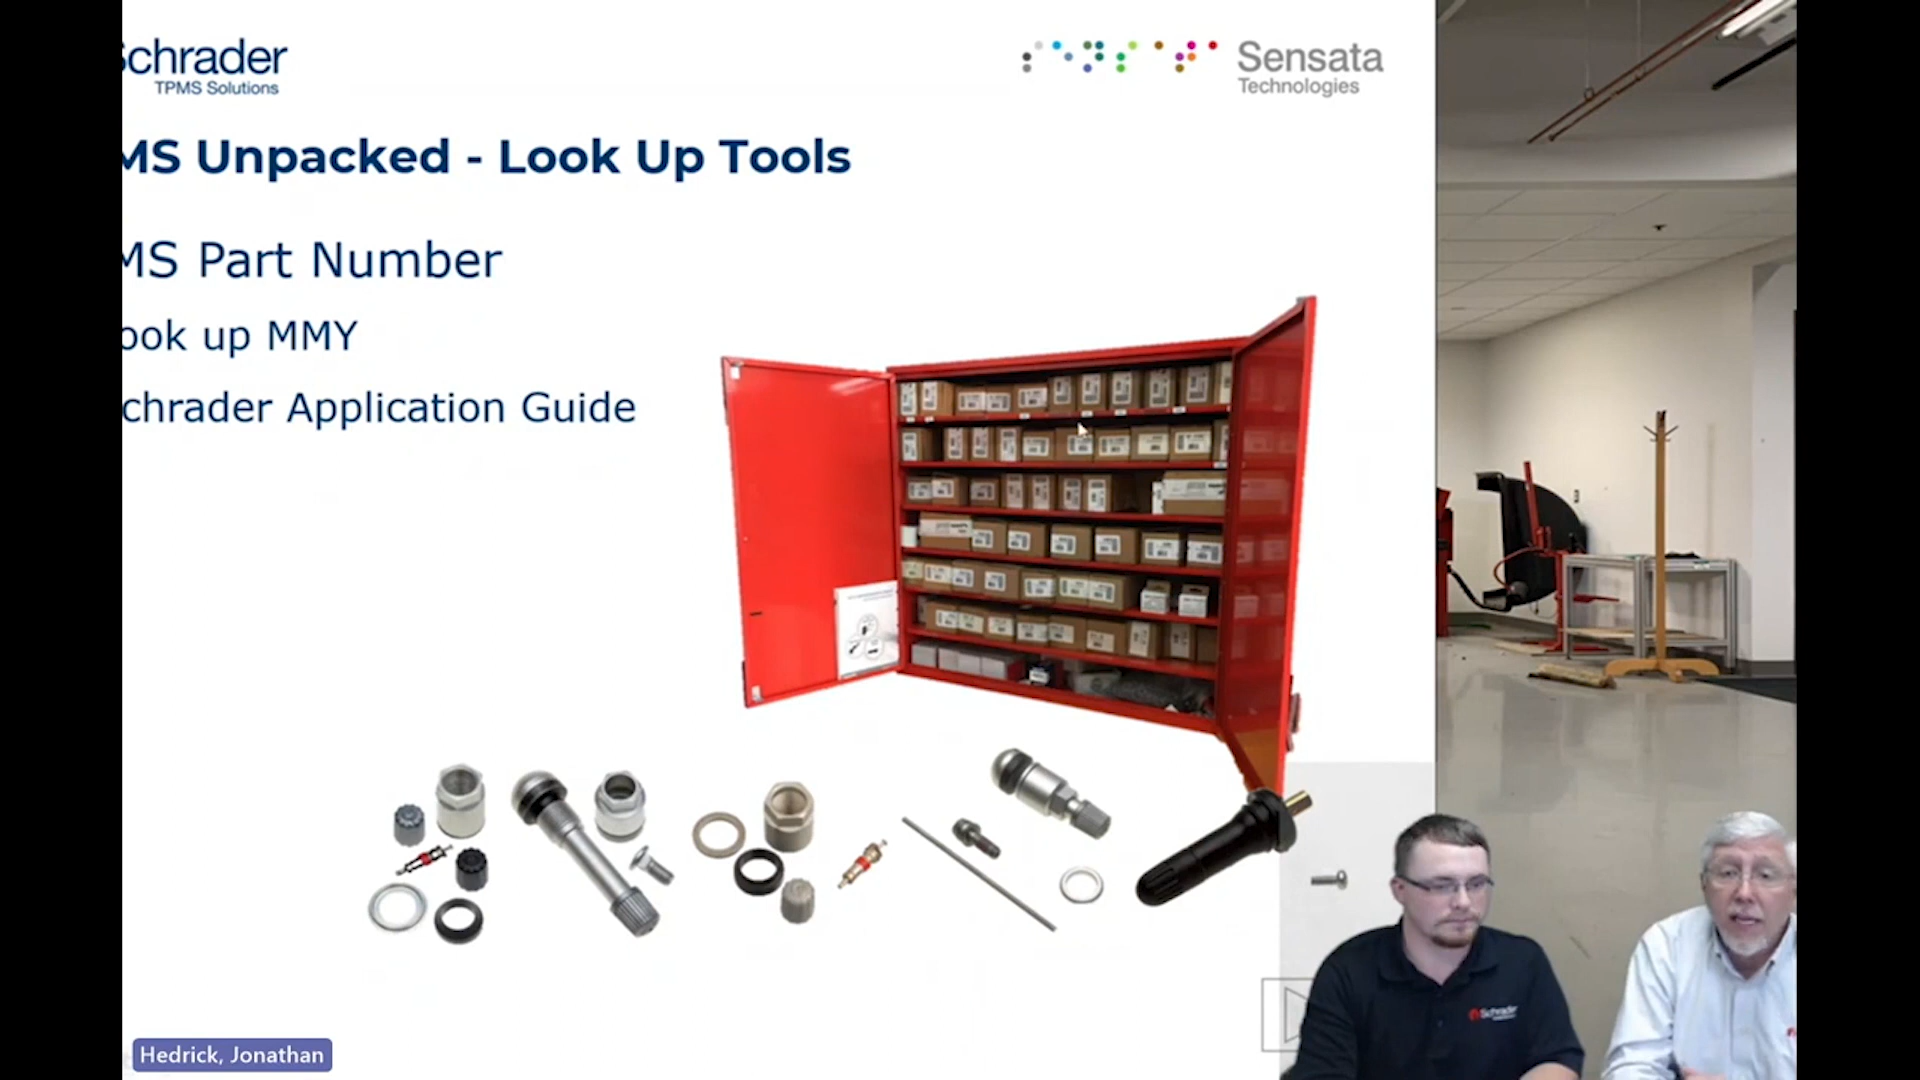 Schrader
TPMS Solutions
Sensata
Technologies
MS Unpacked - Look Up Tools
MS Part Number
ook up MMY
chrader Application Guide
Schrader
Hedrick, Jonathan